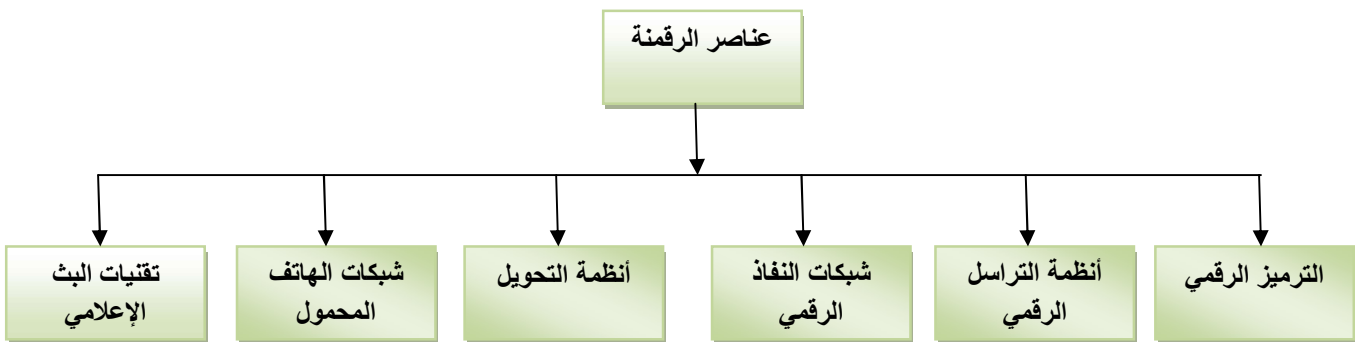 عناصر الرقمنة
الترميز الرقمي
أنظمة التراسل
الرقمي
شبكات النفاذ
الرقمي
أنظمة التحويل
شبكات الهاتف
المحمول
تقنيات البث
الإعلامي